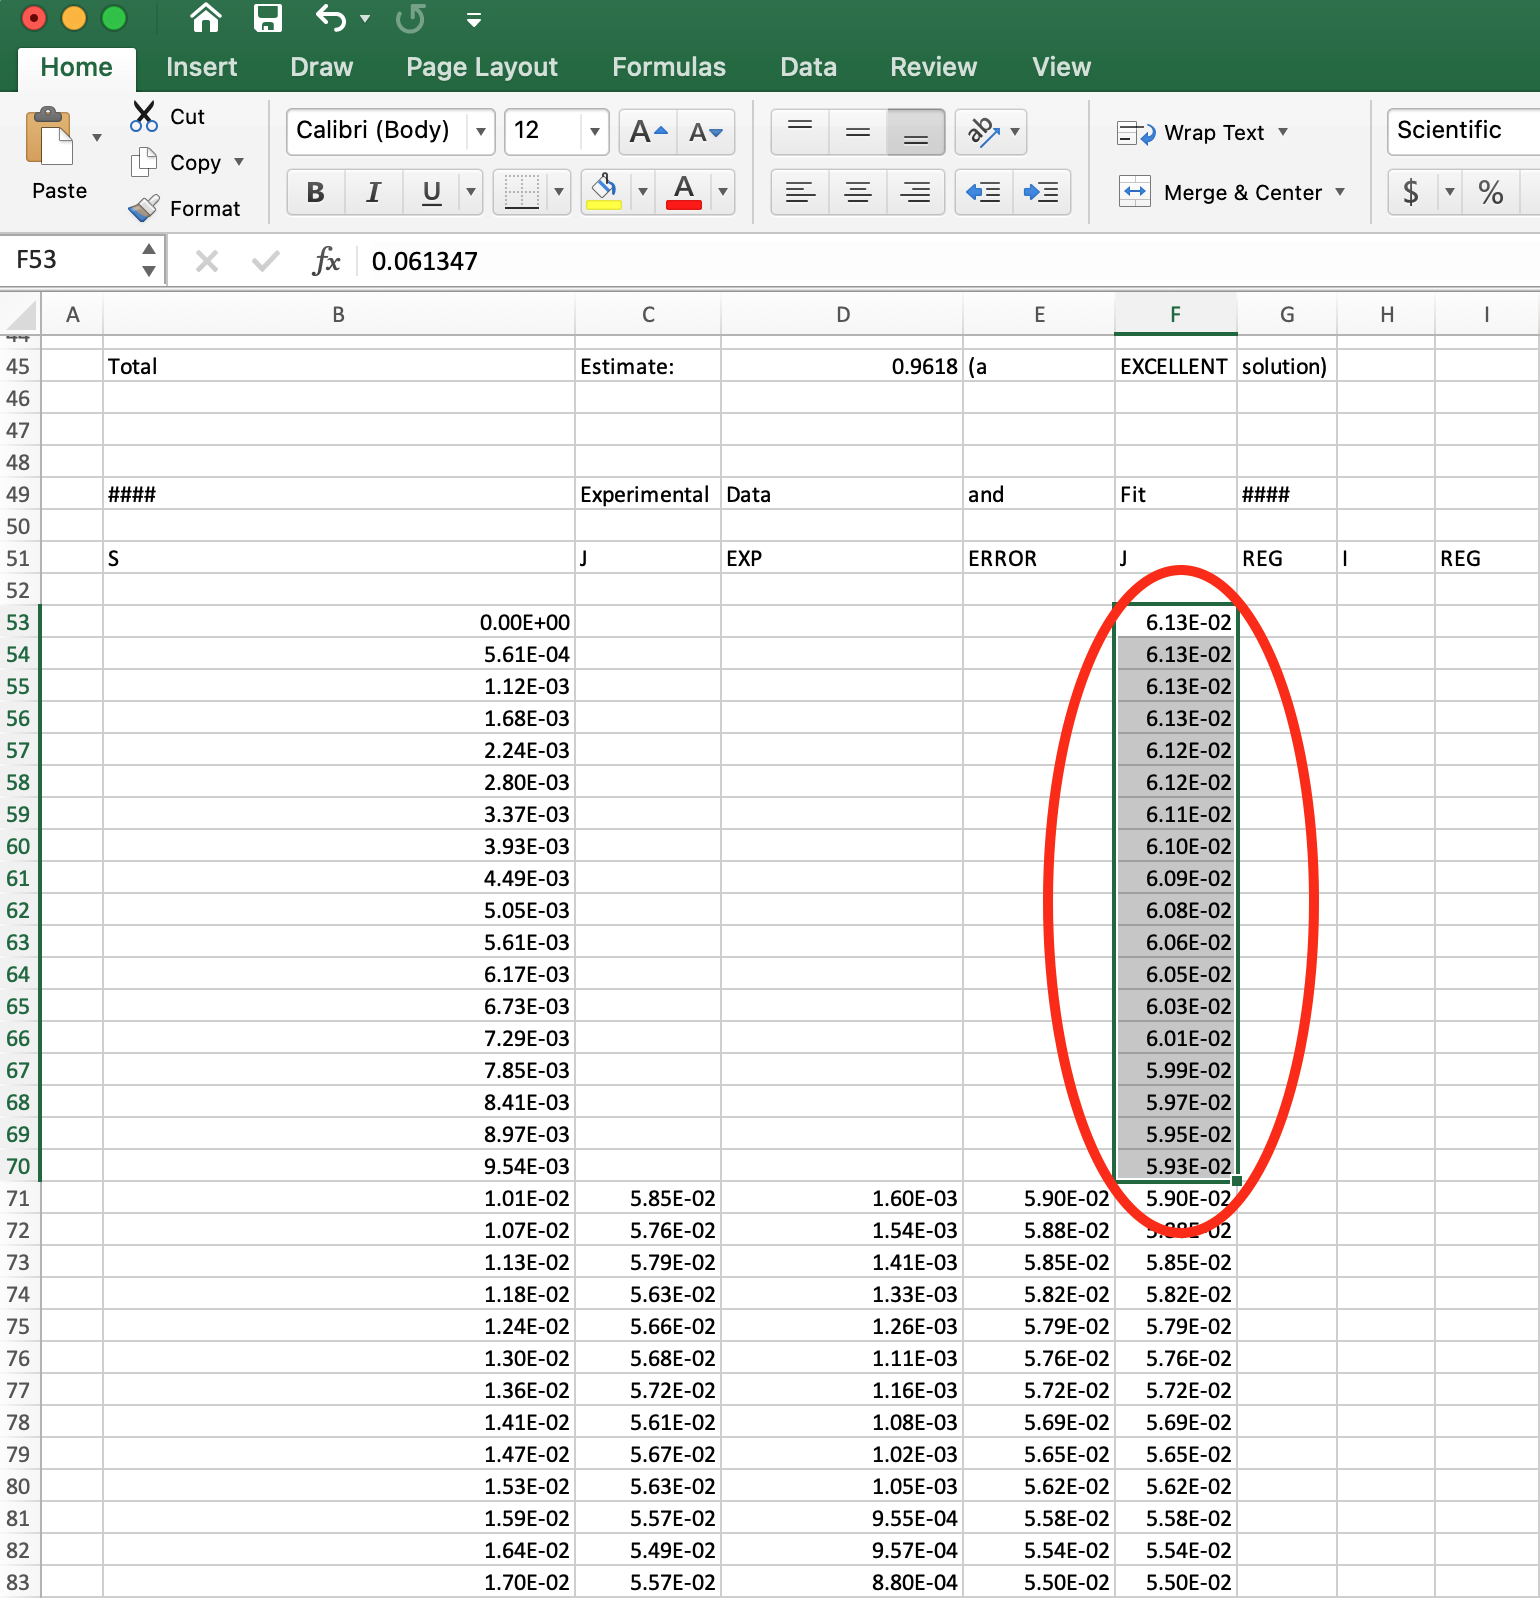 Home Insert Draw Page Layout Formulas Data Review View
Cut
Calibri (Body) 12 A A ab Wrap Text Scientific
Copy
Paste B I U A Merge & Center $ %
Format
F53 fx 0.061347
A B C D E F G H I
44
45 Total Estimate: 0.9618 (a EXCELLENT solution)
46
47
48
49 #### Experimental Data and Fit ####
50
51 S J EXP ERROR J REG I REG
52
53 0.00E+00 6.13E-02
54 5.61E-04 6.13E-02
55 1.12E-03 6.13E-02
56 1.68E-03 6.13E-02
57 2.24E-03 6.12E-02
58 2.80E-03 6.12E-02
59 3.37E-03 6.11E-02
60 3.93E-03 6.10E-02
61 4.49E-03 6.09E-02
62 5.05E-03 6.08E-02
63 5.61E-03 6.06E-02
64 6.17E-03 6.05E-02
65 6.73E-03 6.03E-02
66 7.29E-03 6.01E-02
67 7.85E-03 5.99E-02
68 8.41E-03 5.97E-02
69 8.97E-03 5.95E-02
70 9.54E-03 5.93E-02
71 1.01E-02 5.85E-02 1.60E-03 5.90E-02 5.90E-02
72 1.07E-02 5.76E-02 1.54E-03 5.88E-02 5.88E-02
73 1.13E-02 5.79E-02 1.41E-03 5.85E-02 5.85E-02
74 1.18E-02 5.63E-02 1.33E-03 5.82E-02 5.82E-02
75 1.24E-02 5.66E-02 1.26E-03 5.79E-02 5.79E-02
76 1.30E-02 5.68E-02 1.11E-03 5.76E-02 5.76E-02
77 1.36E-02 5.72E-02 1.16E-03 5.72E-02 5.72E-02
78 1.41E-02 5.61E-02 1.08E-03 5.69E-02 5.69E-02
79 1.47E-02 5.67E-02 1.02E-03 5.65E-02 5.65E-02
80 1.53E-02 5.63E-02 1.05E-03 5.62E-02 5.62E-02
81 1.59E-02 5.57E-02 9.55E-04 5.58E-02 5.58E-02
82 1.64E-02 5.49E-02 9.57E-04 5.54E-02 5.54E-02
83 1.70E-02 5.57E-02 8.80E-04 5.50E-02 5.50E-02